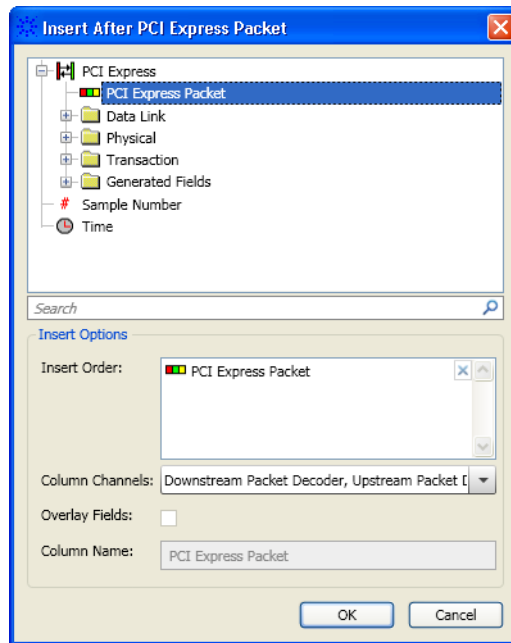 Insert After PCI Express Packet
PCI Express
PCI Express Packet
Data Link
Physical
Transaction
Generated Fields
# Sample Number
Time
Search
Insert Options
Insert Order:
PCI Express Packet
Column Channels: Downstream Packet Decoder, Upstream Packet
Overlay Fields:
Column Name: PCI Express Packet
OK Cancel